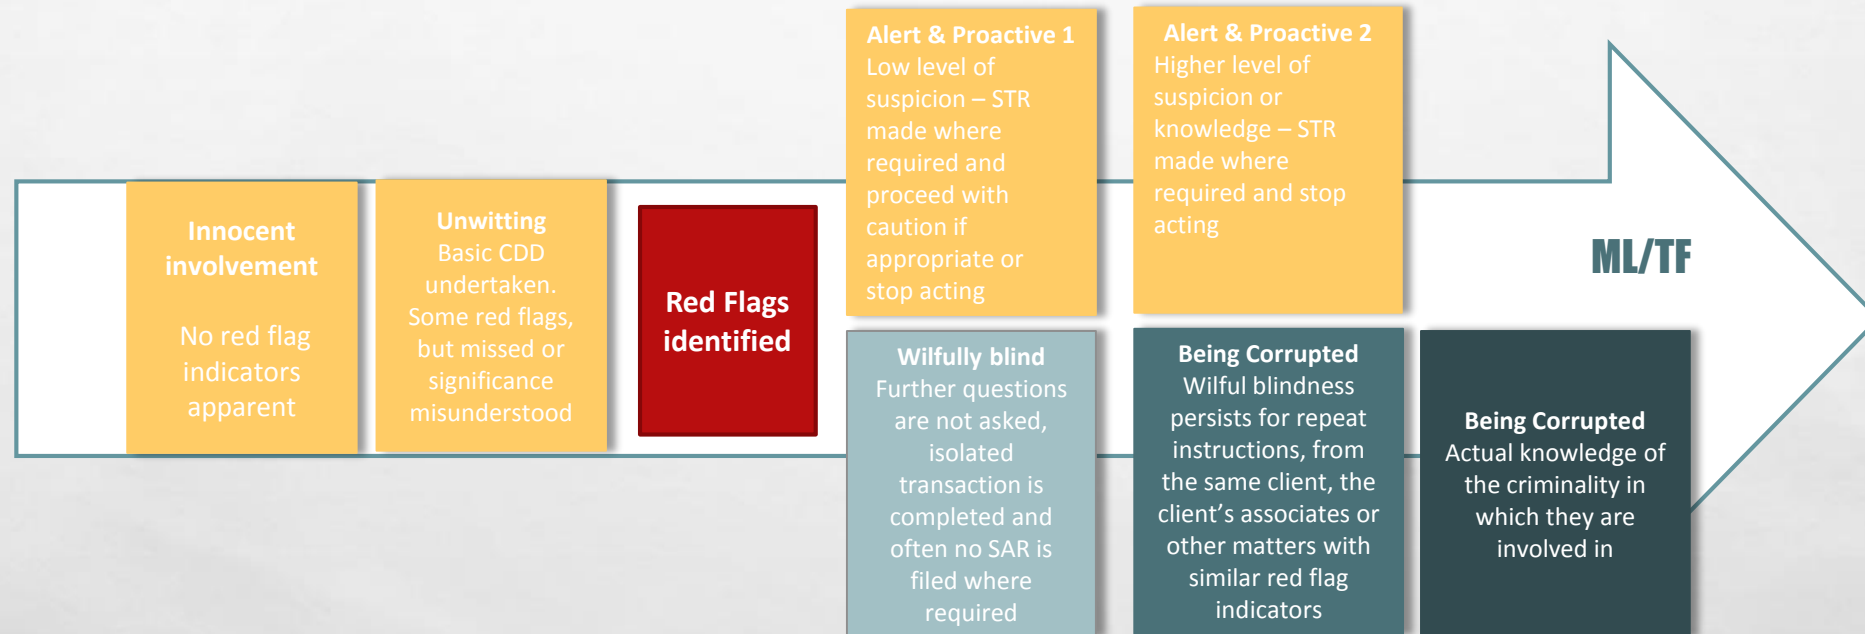 Innocent
involvement
No red flag
indicators
apparent
Unwitting
Basic CDD
undertaken.
Some red flags,
but missed or
significance
misunderstood
Red Flags
identified
Alert & Proactive 1
Low level of
suspicion – STR
made where
required and
proceed with
caution if
appropriate or
stop acting
Alert & Proactive 2
Higher level of
suspicion or
knowledge – STR
made where
required and stop
acting
Wilfully blind
Further questions
are not asked,
isolated
transaction is
completed and
often no SAR is
filed where
required
Being Corrupted
Wilful blindness
persists for repeat
instructions, from
the same client, the
client's associates or
other matters with
similar red flag
indicators
Being Corrupted
Actual knowledge of
the criminality in
which they are
involved in
ML/TF